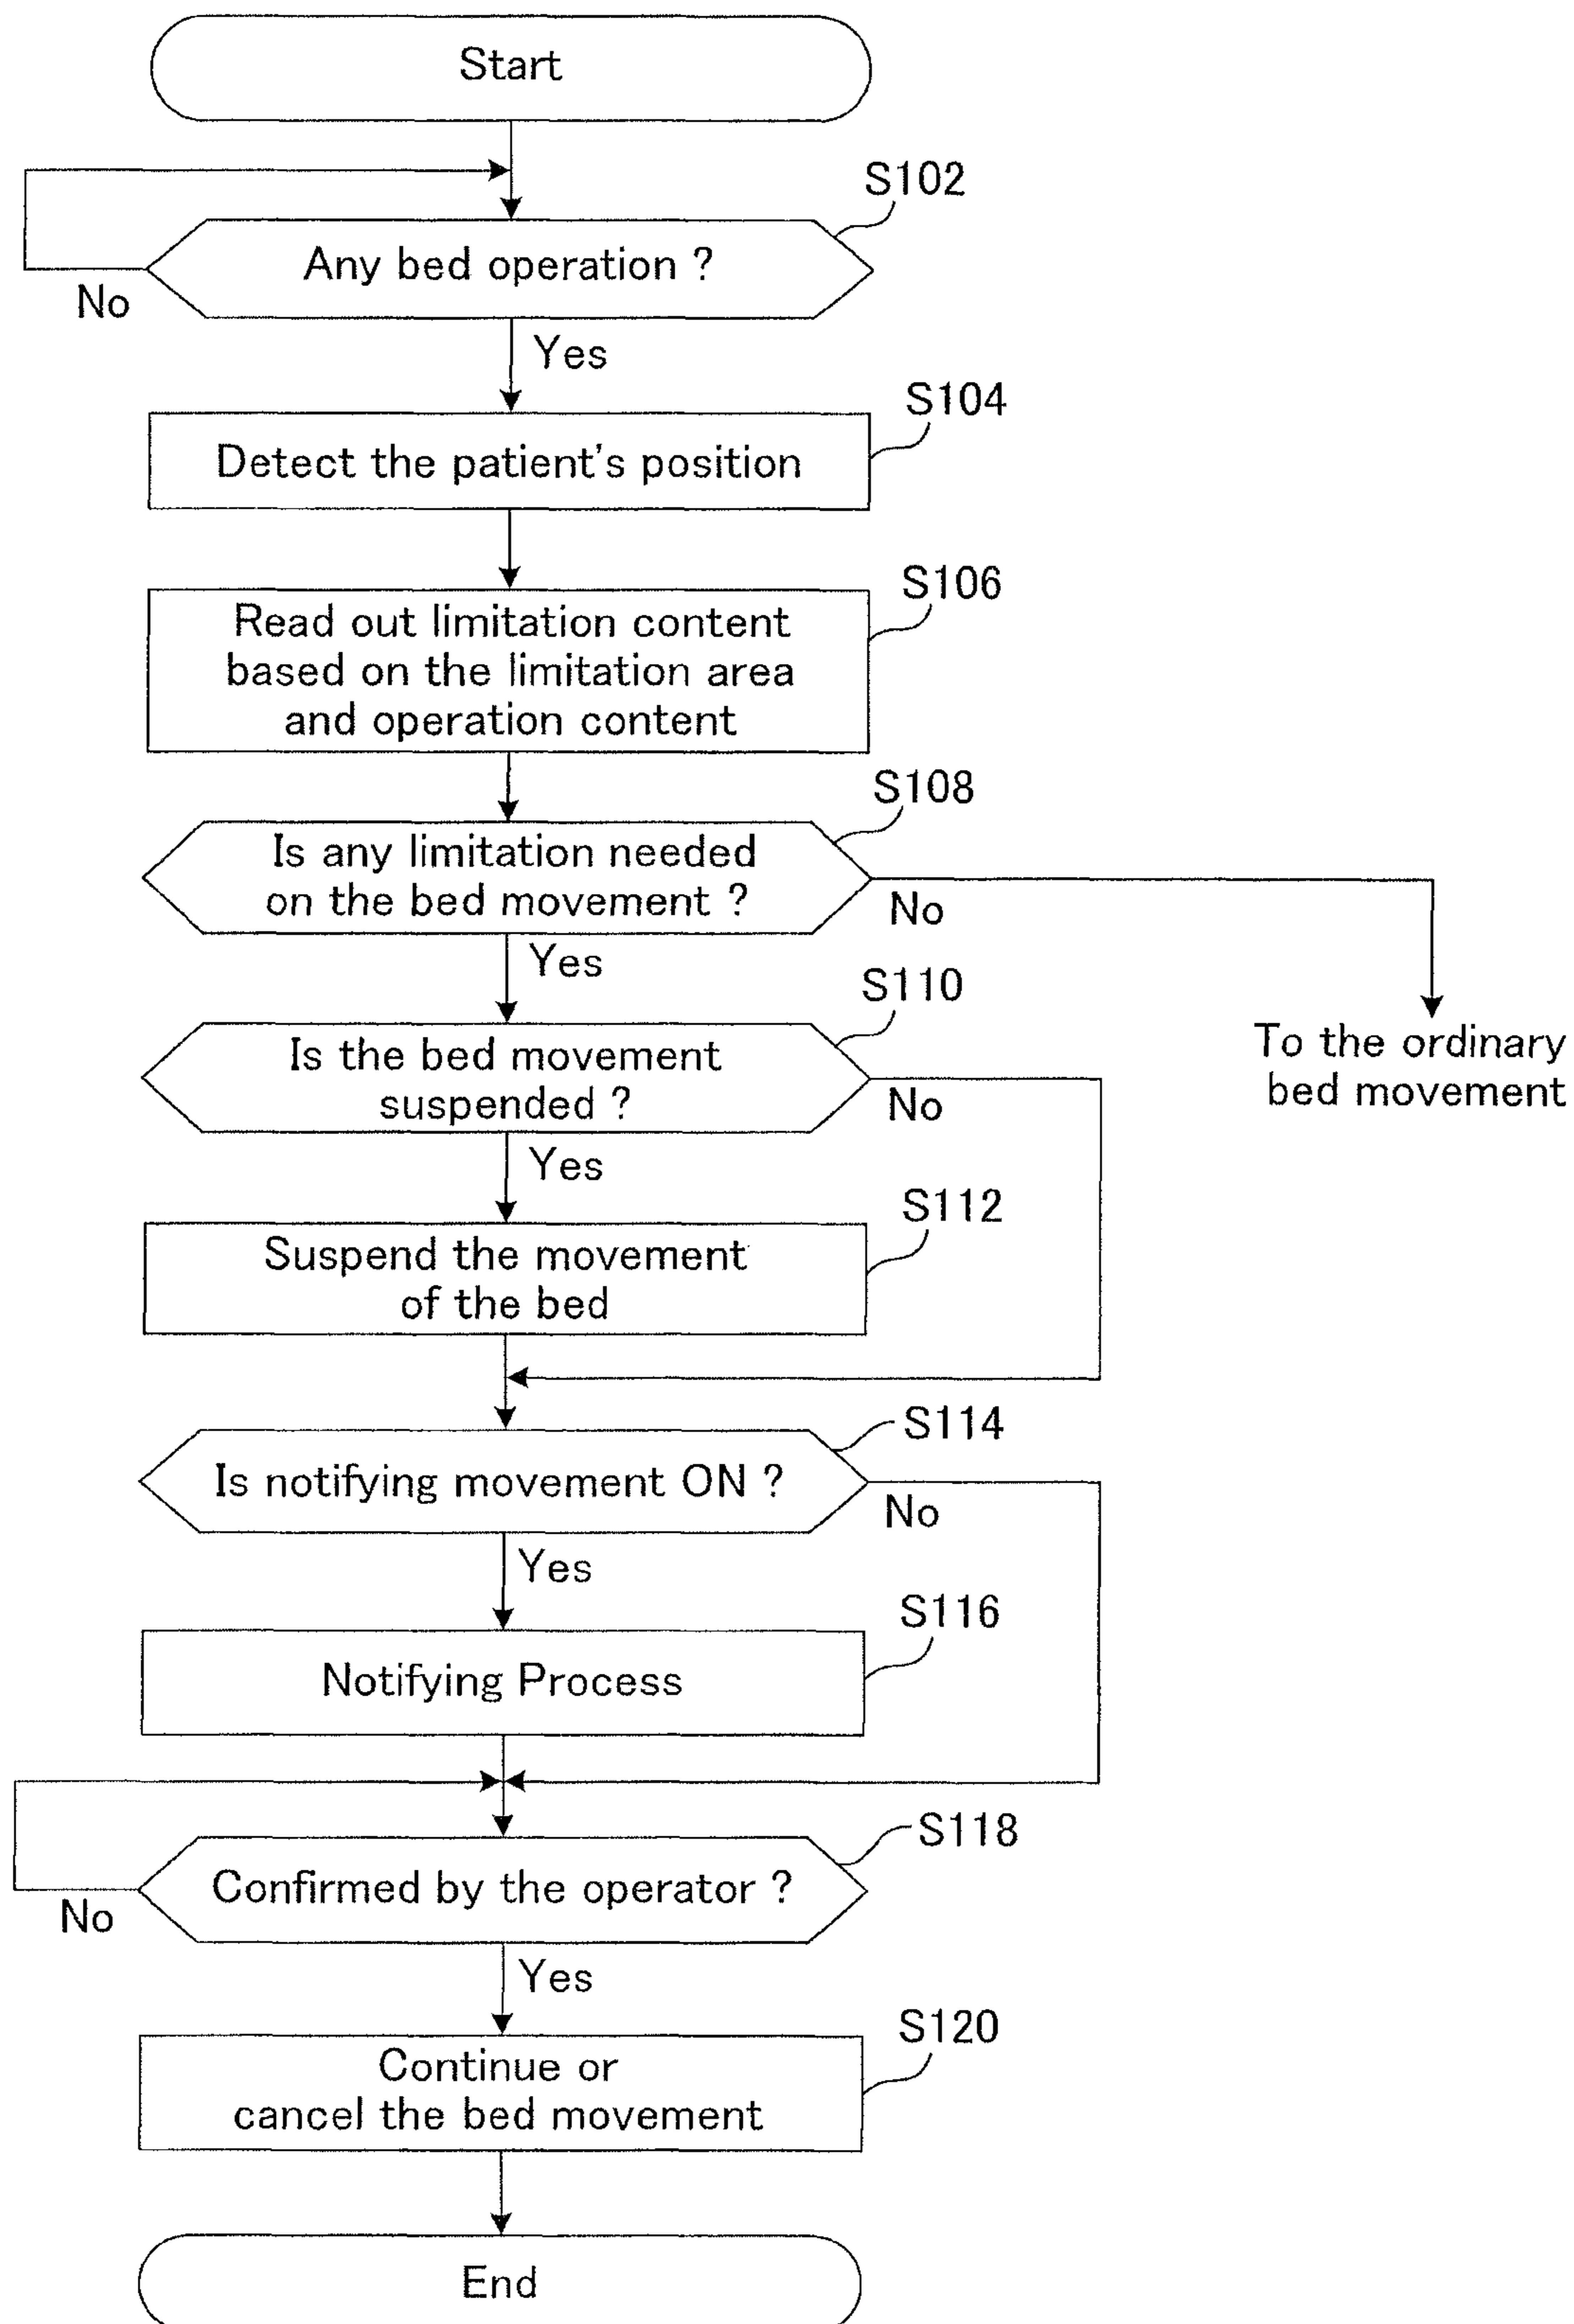 Start
S102
Any bed operation ?
No
Yes
S104
Detect the patient's position
S106
Read out limitation content
based on the limitation area
and operation content
S108
Is any limitation needed
on the bed movement ?
No
Yes
S110
Is the bed movement
suspended ?
No
To the ordinary
bed movement
Yes
S112
Suspend the movement
of the bed
S114
Is notifying movement ON ?
No
Yes
S116
Notifying Process
S118
Confirmed by the operator ?
No
Yes
S120
Continue or
cancel the bed movement
End